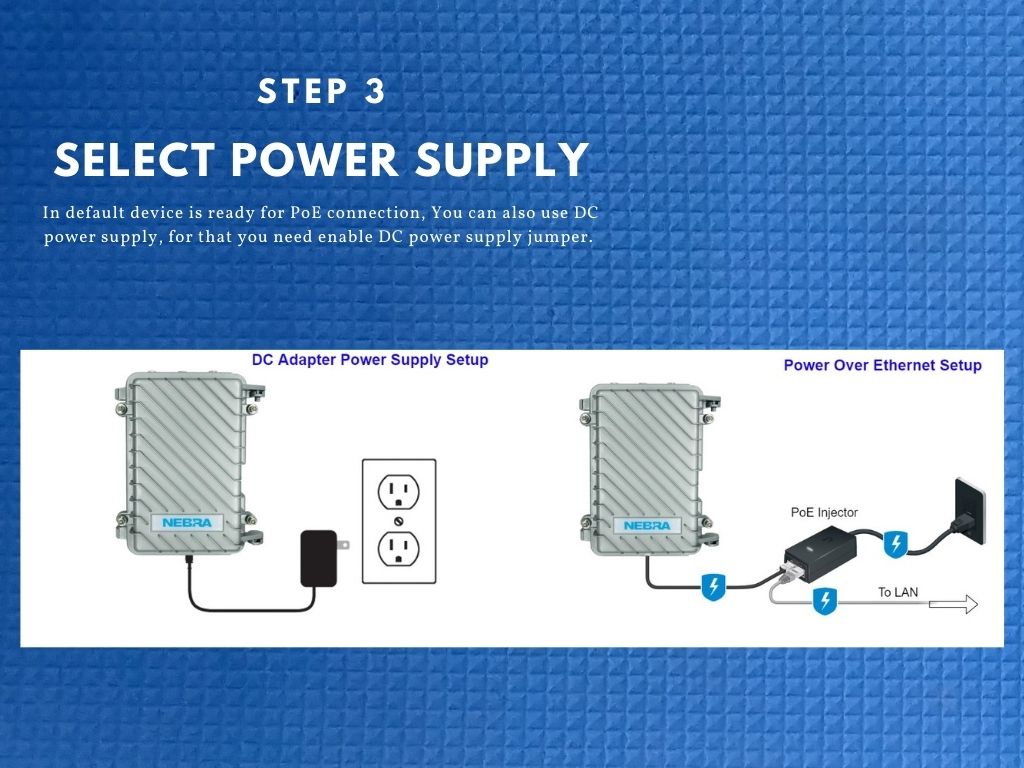 STEP 3
SELECT POWER SUPPLY
In default device is ready for PoE connection, You can also use DC
power supply, for that you need enable DC power supply jumper.
DC Adapter Power Supply Setup
Power Over Ethernet Setup
NEBRA
NEBRA
PoE Injector
To LAN